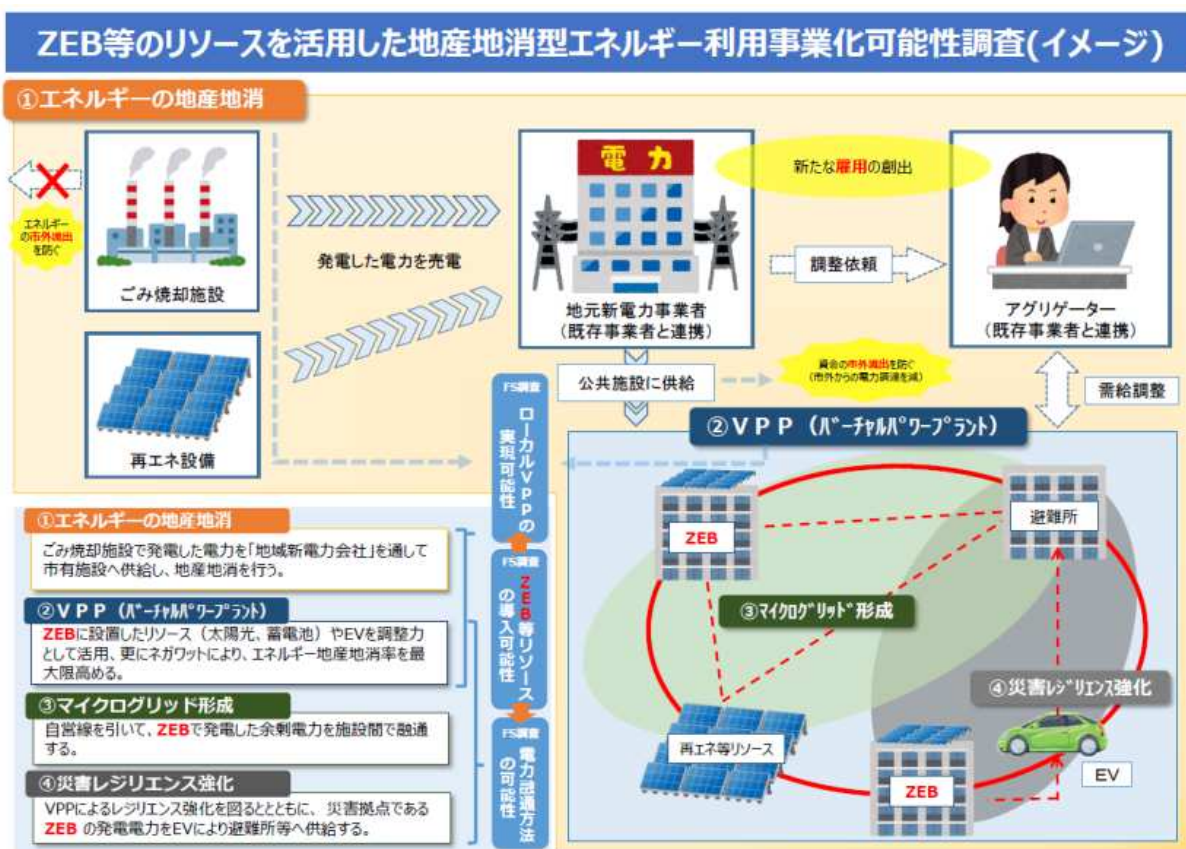 ZEB等のリソースを活用した地産地消型エネルギー利用事業化可能性調査(イメージ)
①エネルギーの地産地消
エネルギー
の市外流出
を防ぐ
ごみ焼却施設
再エネ設備
発電した電力を売電
電力
地元新電力事業者
(既存事業者と連携)
新たな雇用の創出
調整依頼
アグリゲーター
(既存事業者と連携)
公共施設に供給
資金の市外流出を防ぐ
(市外からの電力調達を減)
需給調整
②VPP(バーチャルパワープラント)
ZEB
避難所
③マイクログリッド形成
④災害レジリエンス強化
再エネ等リソース
ZEB
EV
FS調査
ローカルVPPの
実現可能性
FS調査
ZEB等リソース
の導入可能性
FS調査
電力融通方法
の可能性
①エネルギーの地産地消
ごみ焼却施設で発電した電力を「地域新電力会社」を通して
市有施設へ供給し、地産地消を行う。
②VPP(バーチャルパワープラント)
ZEBに設置したリソース(太陽光、蓄電池)やEVを調整力
として活用、更にネガワットにより、エネルギー地産地消率を最
大限高める。
③マイクログリッド形成
自営線を引いて、ZEBで発電した余剰電力を施設間で融通
する。
④災害レジリエンス強化
VPPによるレジリエンス強化を図るとともに、災害拠点である
ZEB の発電電力をEVにより避難所等へ供給する。